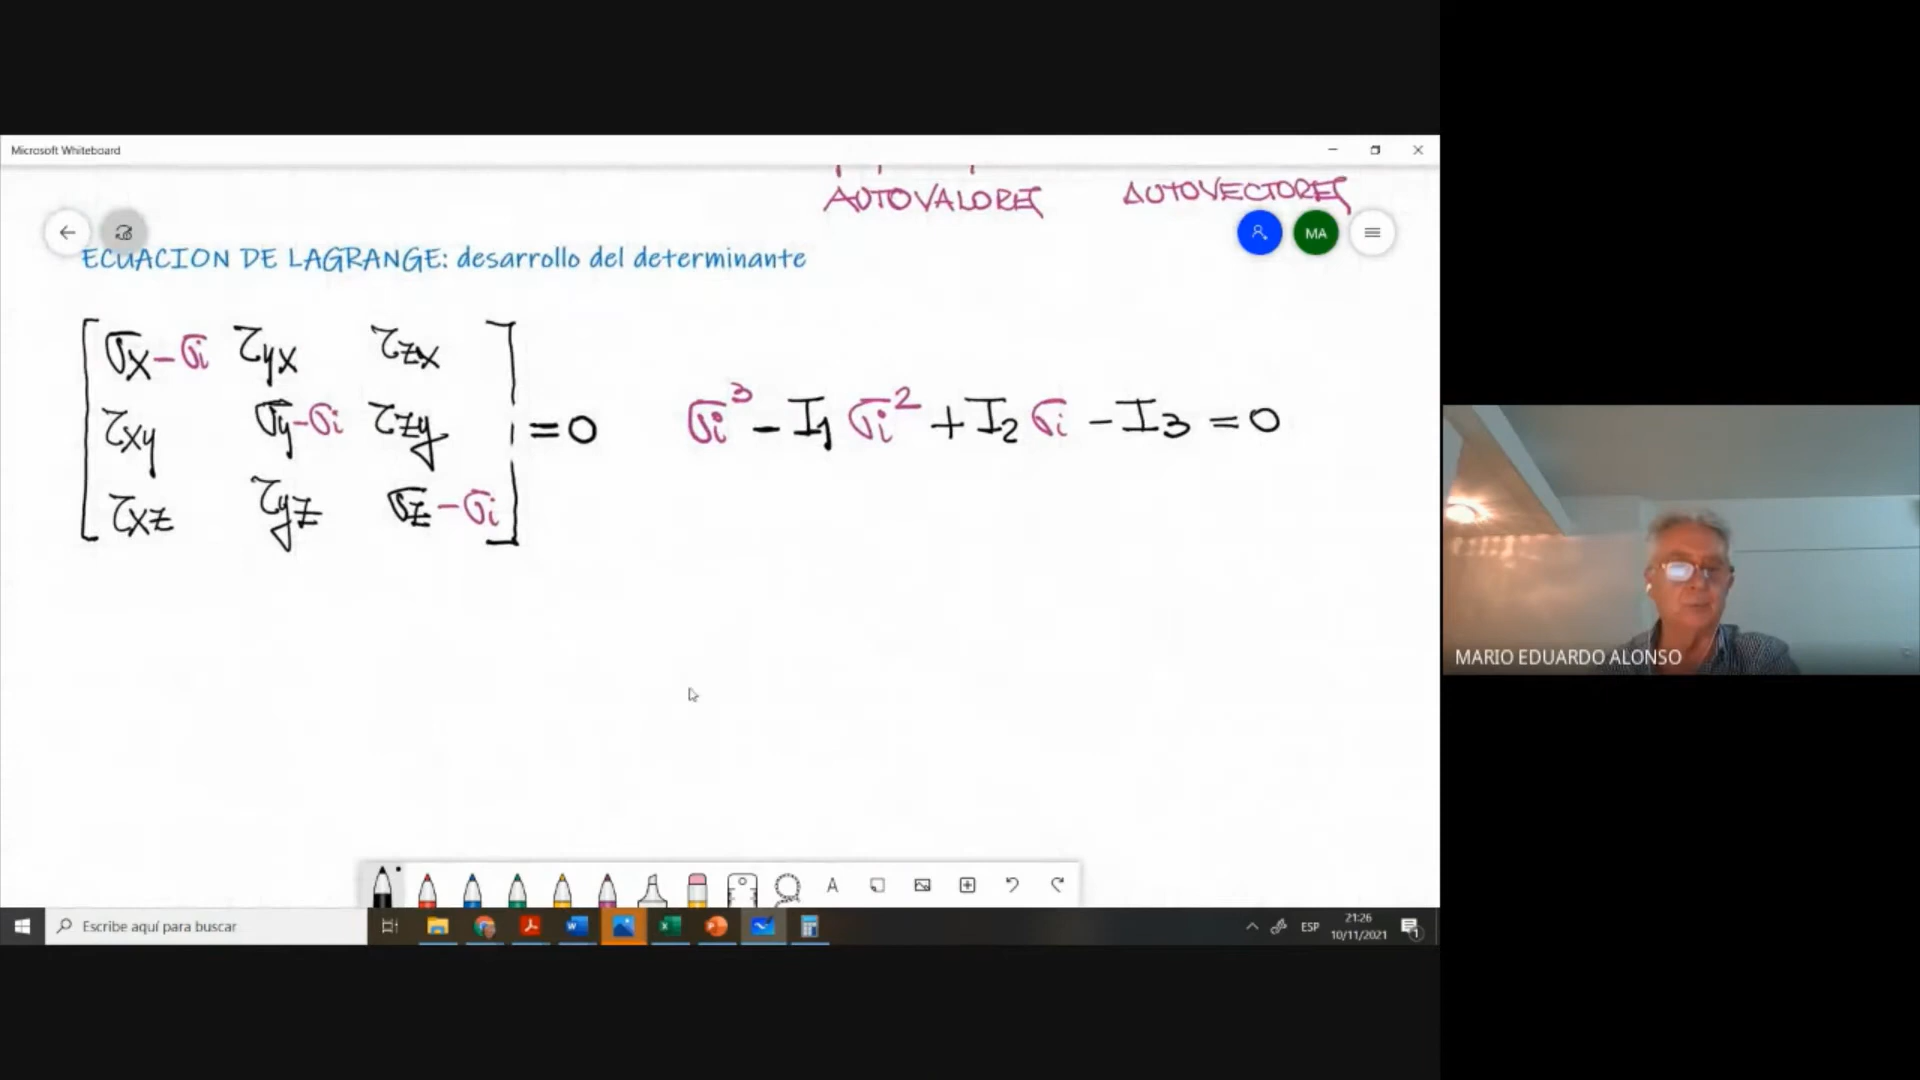 Microsoft Whiteboard
AUTOVALORES AUTOVECTORES
MA
ECUACION DE LAGRANGE: desarrollo del determinante
σx-σi τyx τzx
τxy σy-σi τzy =0 σi³ - I₁ σi² + I₂ σi - I₃ = 0
τxz τyz σz-σi
MARIO EDUARDO ALONSO
A
Escribe aquí para buscar
ESP
21:26
10/11/2021
1